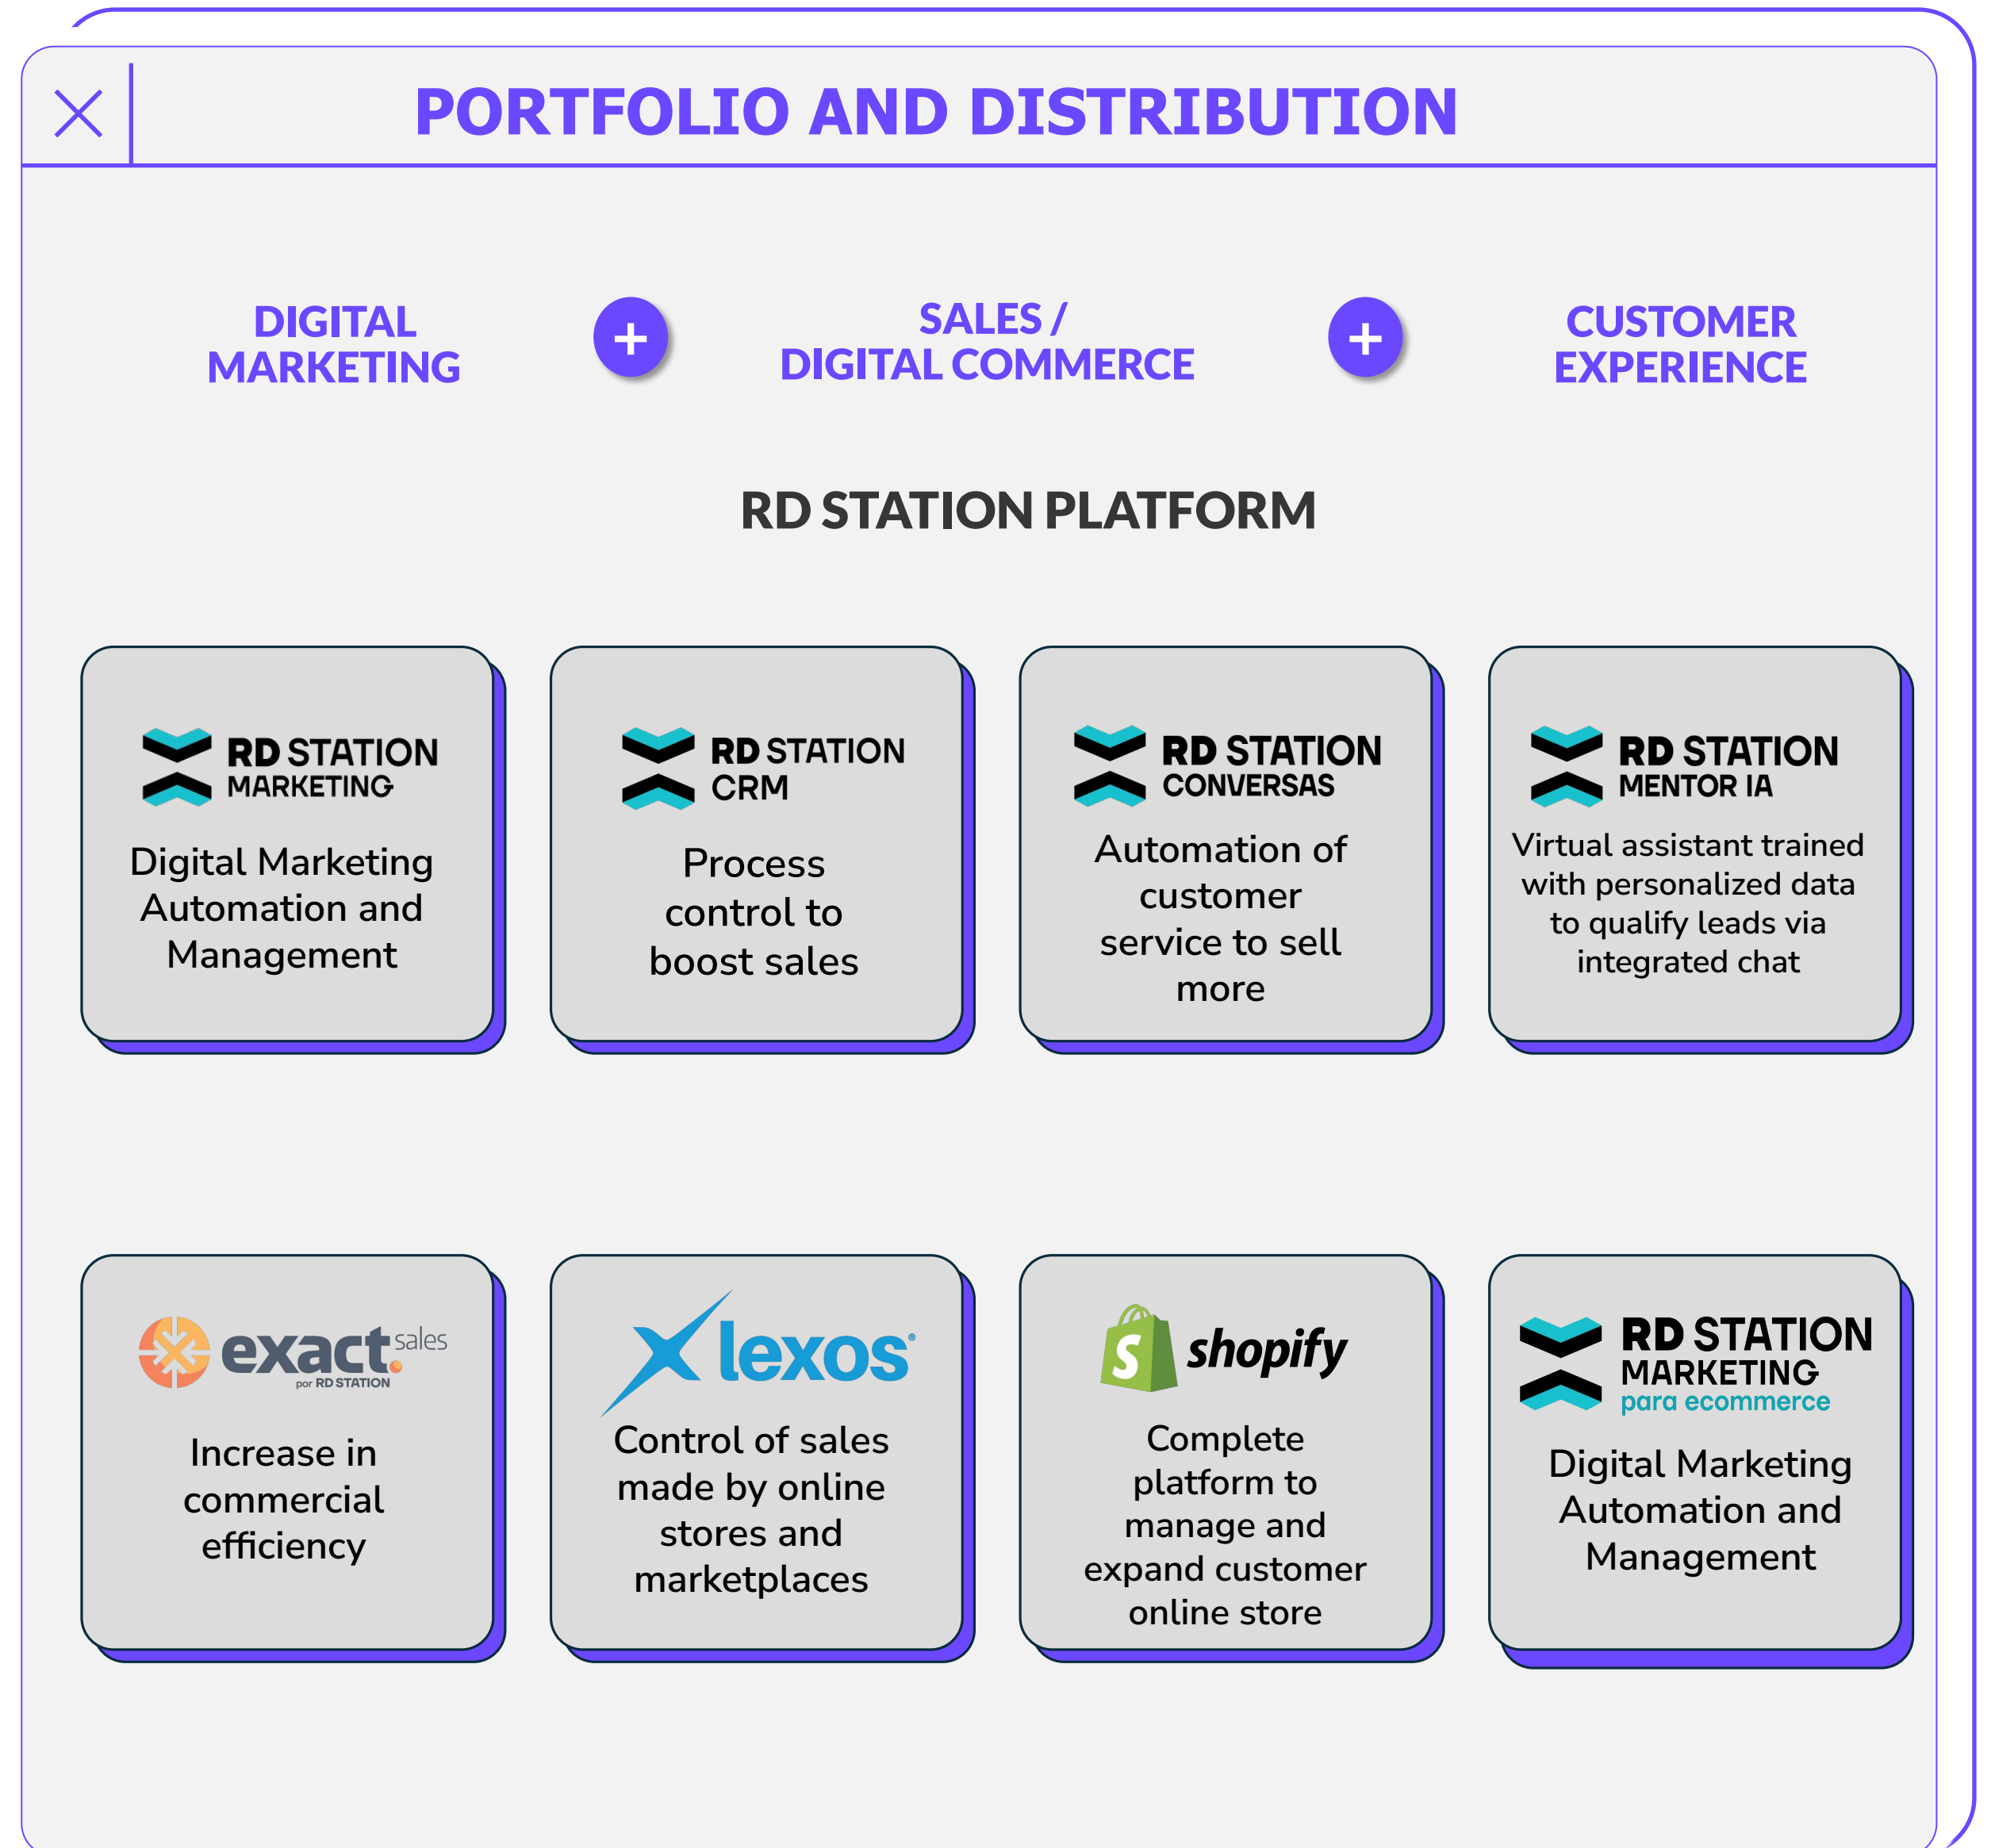 PORTFOLIO AND DISTRIBUTION
DIGITAL
MARKETING
+
SALES /
DIGITAL COMMERCE
+
CUSTOMER
EXPERIENCE
RD STATION PLATFORM
RD STATION
MARKETING
Digital Marketing
Automation and
Management
RD STATION
CRM
Process
control to
boost sales
RD STATION
CONVERSAS
Automation of
customer
service to sell
more
RD STATION
MENTOR IA
Virtual assistant trained
with personalized data
to qualify leads via
integrated chat
exact. sales
por RD STATION
Increase in
commercial
efficiency
lexos®
Control of sales
made by online
stores and
marketplaces
shopify
Complete
platform to
manage and
expand customer
online store
RD STATION
MARKETING
para ecommerce
Digital Marketing
Automation and
Management